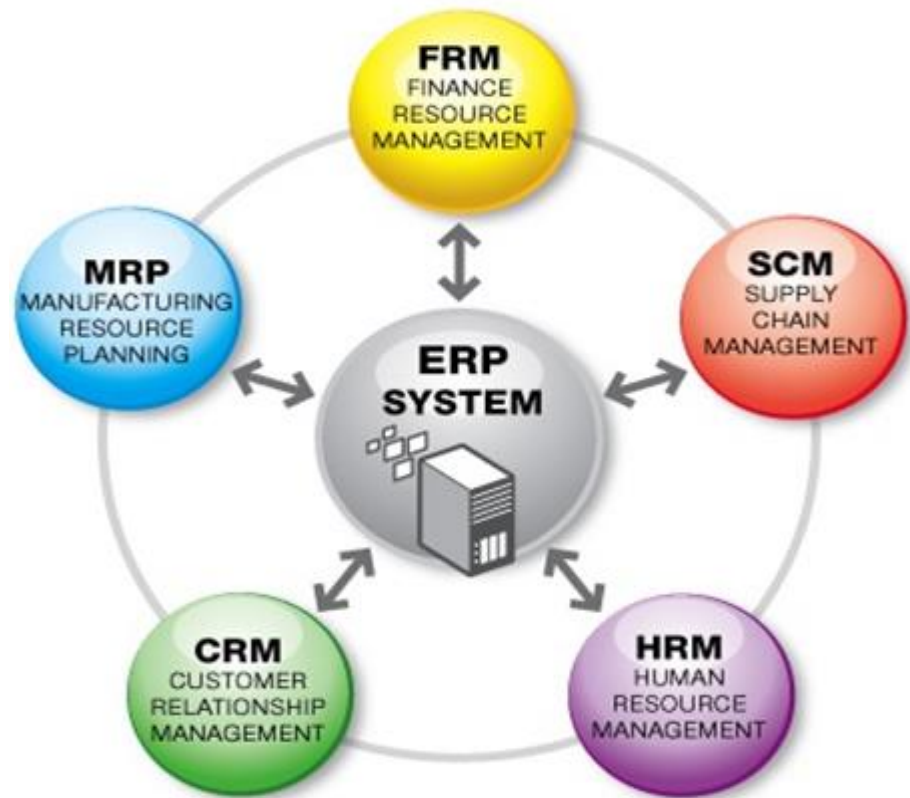 FRM
FINANCE
RESOURCE
MANAGEMENT
MRP
MANUFACTURING
RESOURCE
PLANNING
SCM
SUPPLY
CHAIN
MANAGEMENT
ERP
SYSTEM
CRM
CUSTOMER
RELATIONSHIP
MANAGEMENT
HRM
HUMAN
RESOURCE
MANAGEMENT